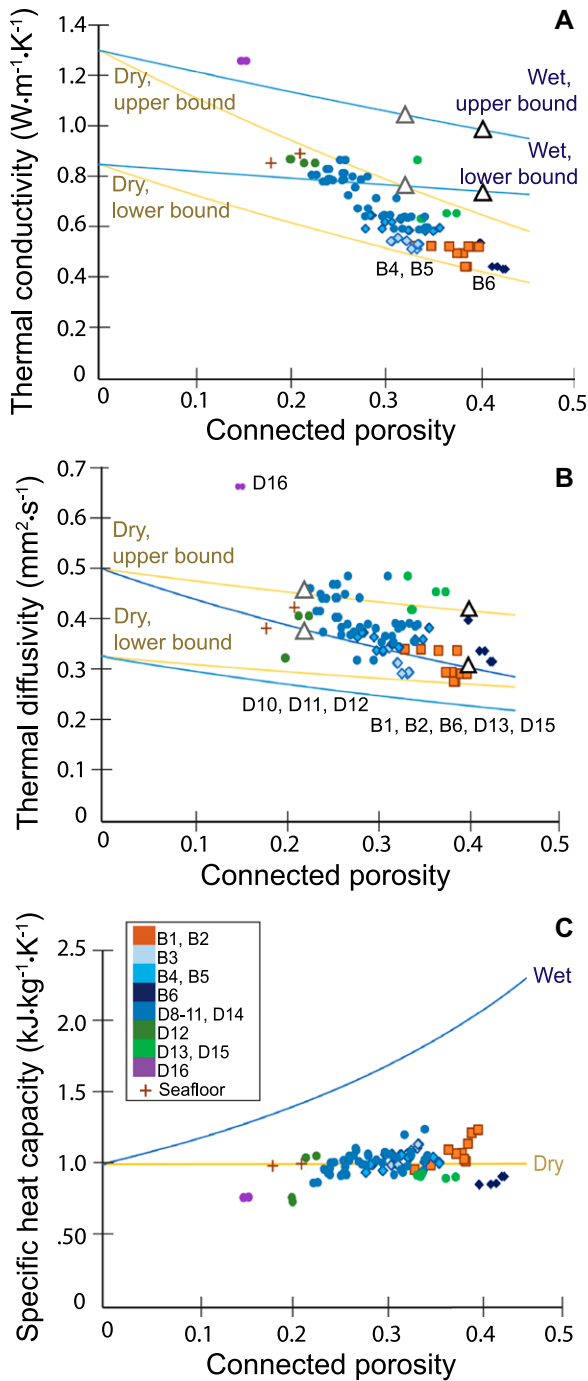 A
Thermal conductivity (W·m⁻¹·K⁻¹)
1.4
1.2
1.0
0.8
0.6
0.4
0.2
0
Dry,
upper bound
Dry,
lower bound
Wet,
upper bound
Wet,
lower bound
B4, B5
B6
0 0.1 0.2 0.3 0.4 0.5
Connected porosity
B
Thermal diffusivity (mm²·s⁻¹)
0.7
0.6
0.5
0.4
0.3
0.2
0.1
0
D16
Dry,
upper bound
Dry,
lower bound
D10, D11, D12
B1, B2, B6, D13, D15
0 0.1 0.2 0.3 0.4 0.5
Connected porosity
C
Specific heat capacity (kJ·kg⁻¹·K⁻¹)
2.5
2.0
1.5
1.0
.50
0
B1, B2
B3
B4, B5
B6
D8-11, D14
D12
D13, D15
D16
Seafloor
Wet
Dry
0 0.1 0.2 0.3 0.4 0.5
Connected porosity